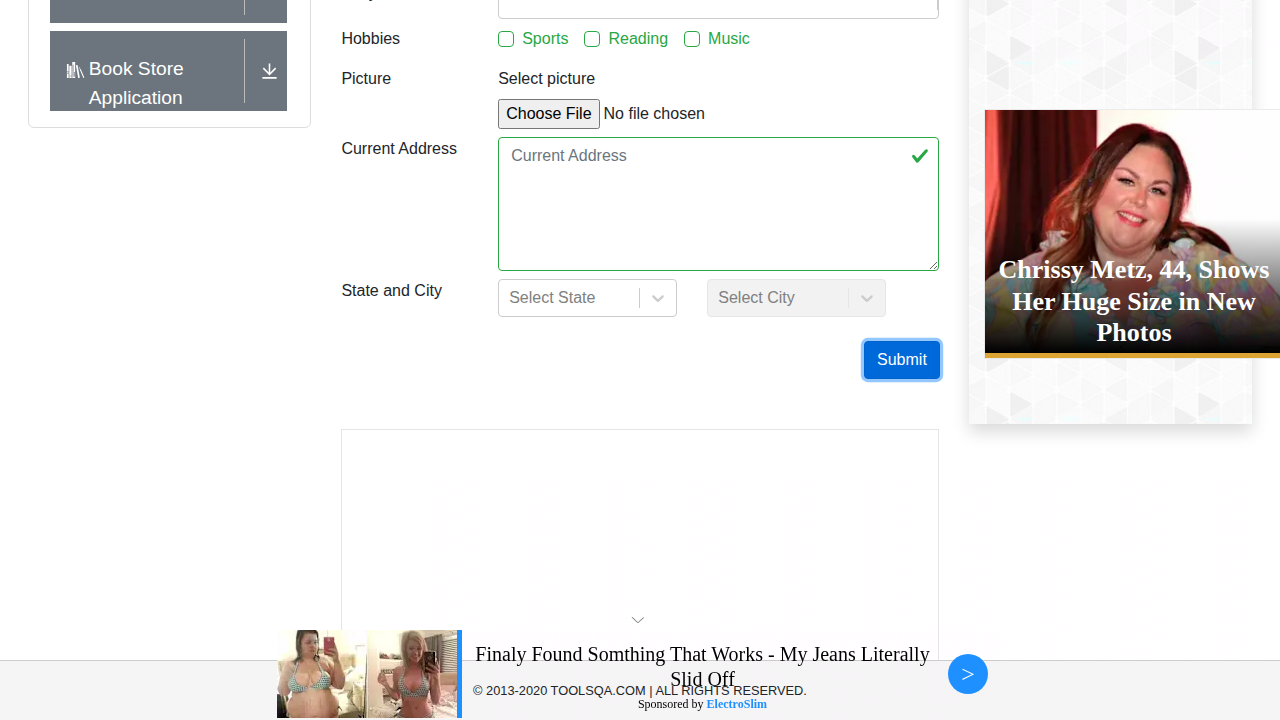 Book Store
Application
Hobbies
Sports Reading Music
Picture
Select picture
Choose File No file chosen
Current Address
Current Address
State and City
Select State
Select City
Submit
Chrissy Metz, 44, Shows
Her Huge Size in New
Photos
Finaly Found Somthing That Works - My Jeans Literally
Slid Off
© 2013-2020 TOOLSQA.COM | ALL RIGHTS RESERVED.
Sponsored by ElectroSlim
>